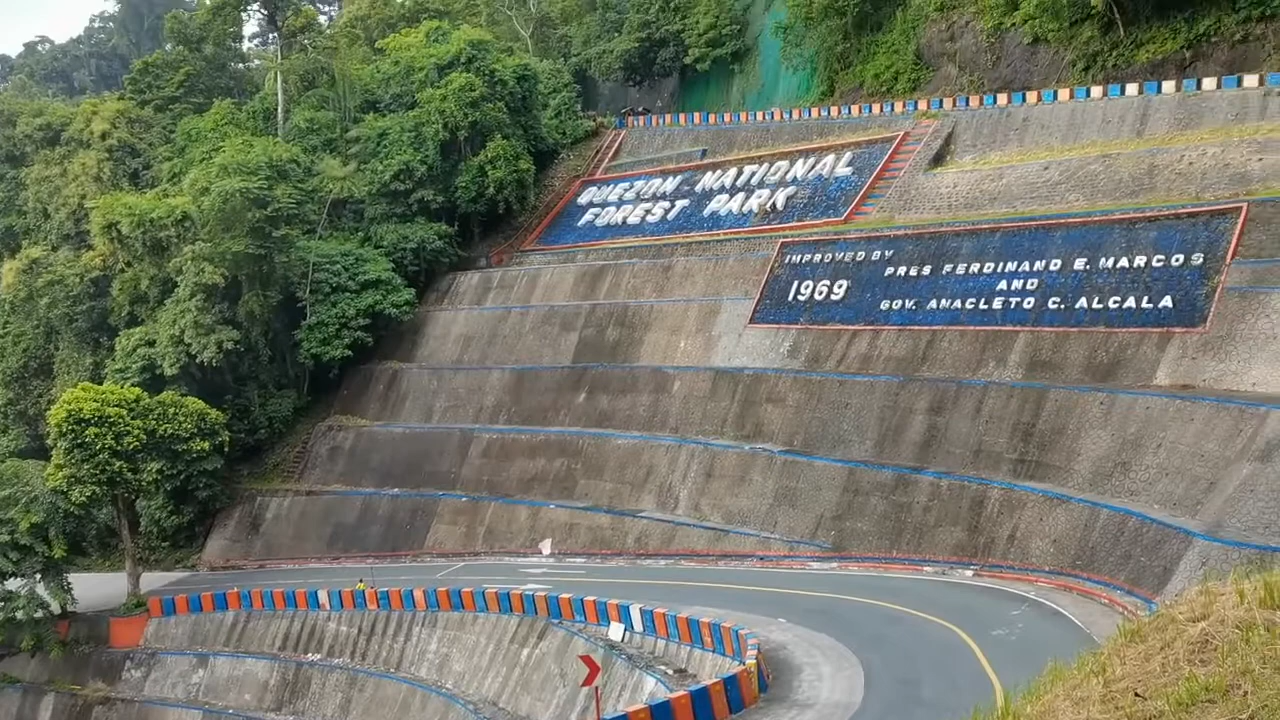 QUEZON NATIONAL
FOREST PARK
IMPROVED BY
PRES FERDINAND E. MARCOS
1969
AND
GOV. ANACLETO C. ALCALA